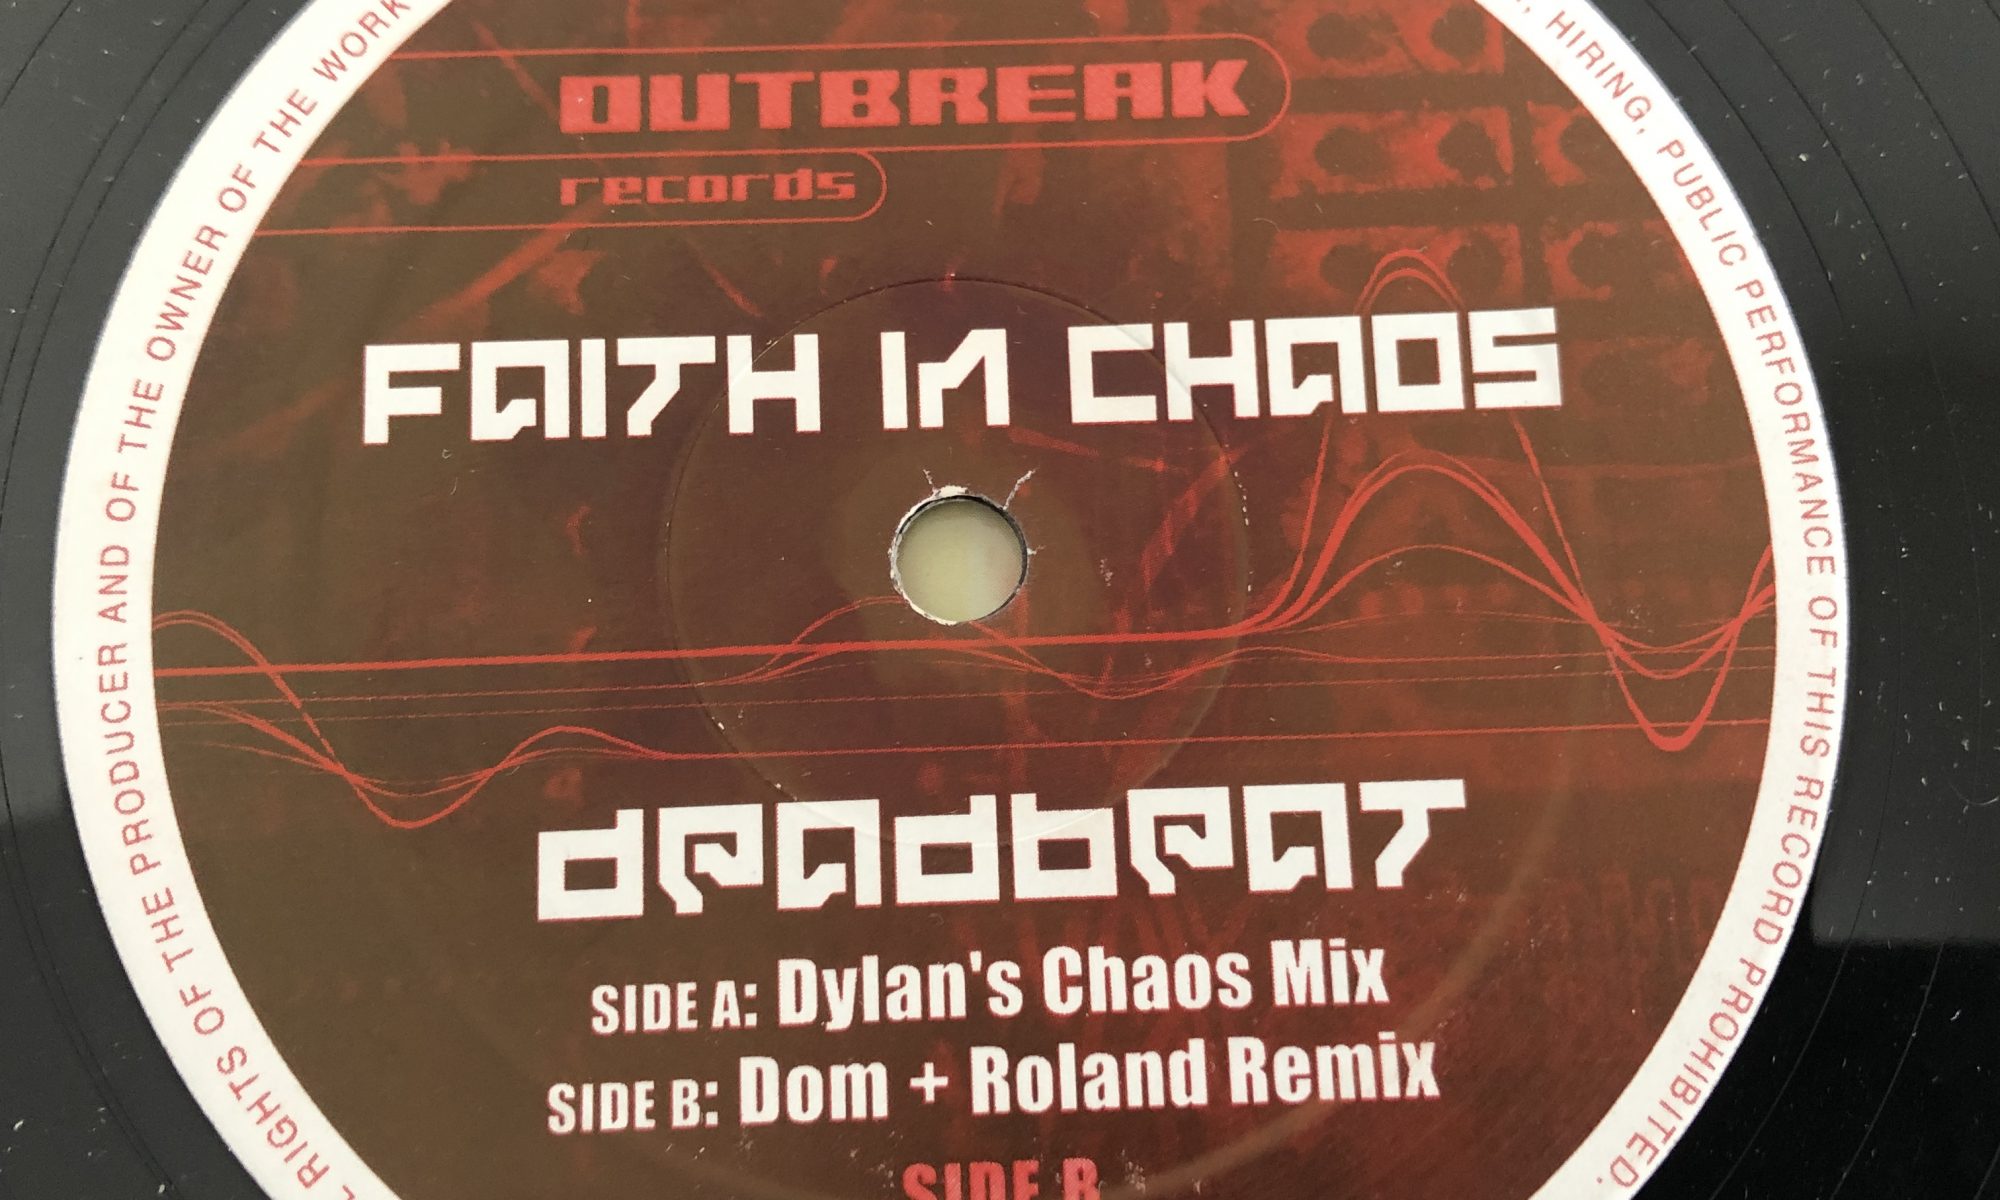 OUTBREAK
records
FAITH IN CHAOS
deadbeat
SIDE A: Dylan's Chaos Mix
SIDE B: Dom + Roland Remix
SIDE B
RIGHTS OF THE PRODUCER AND OF THE OWNER OF THE WORK
HIRING, PUBLIC PERFORMANCE OF THIS RECORD PROHIBITED.